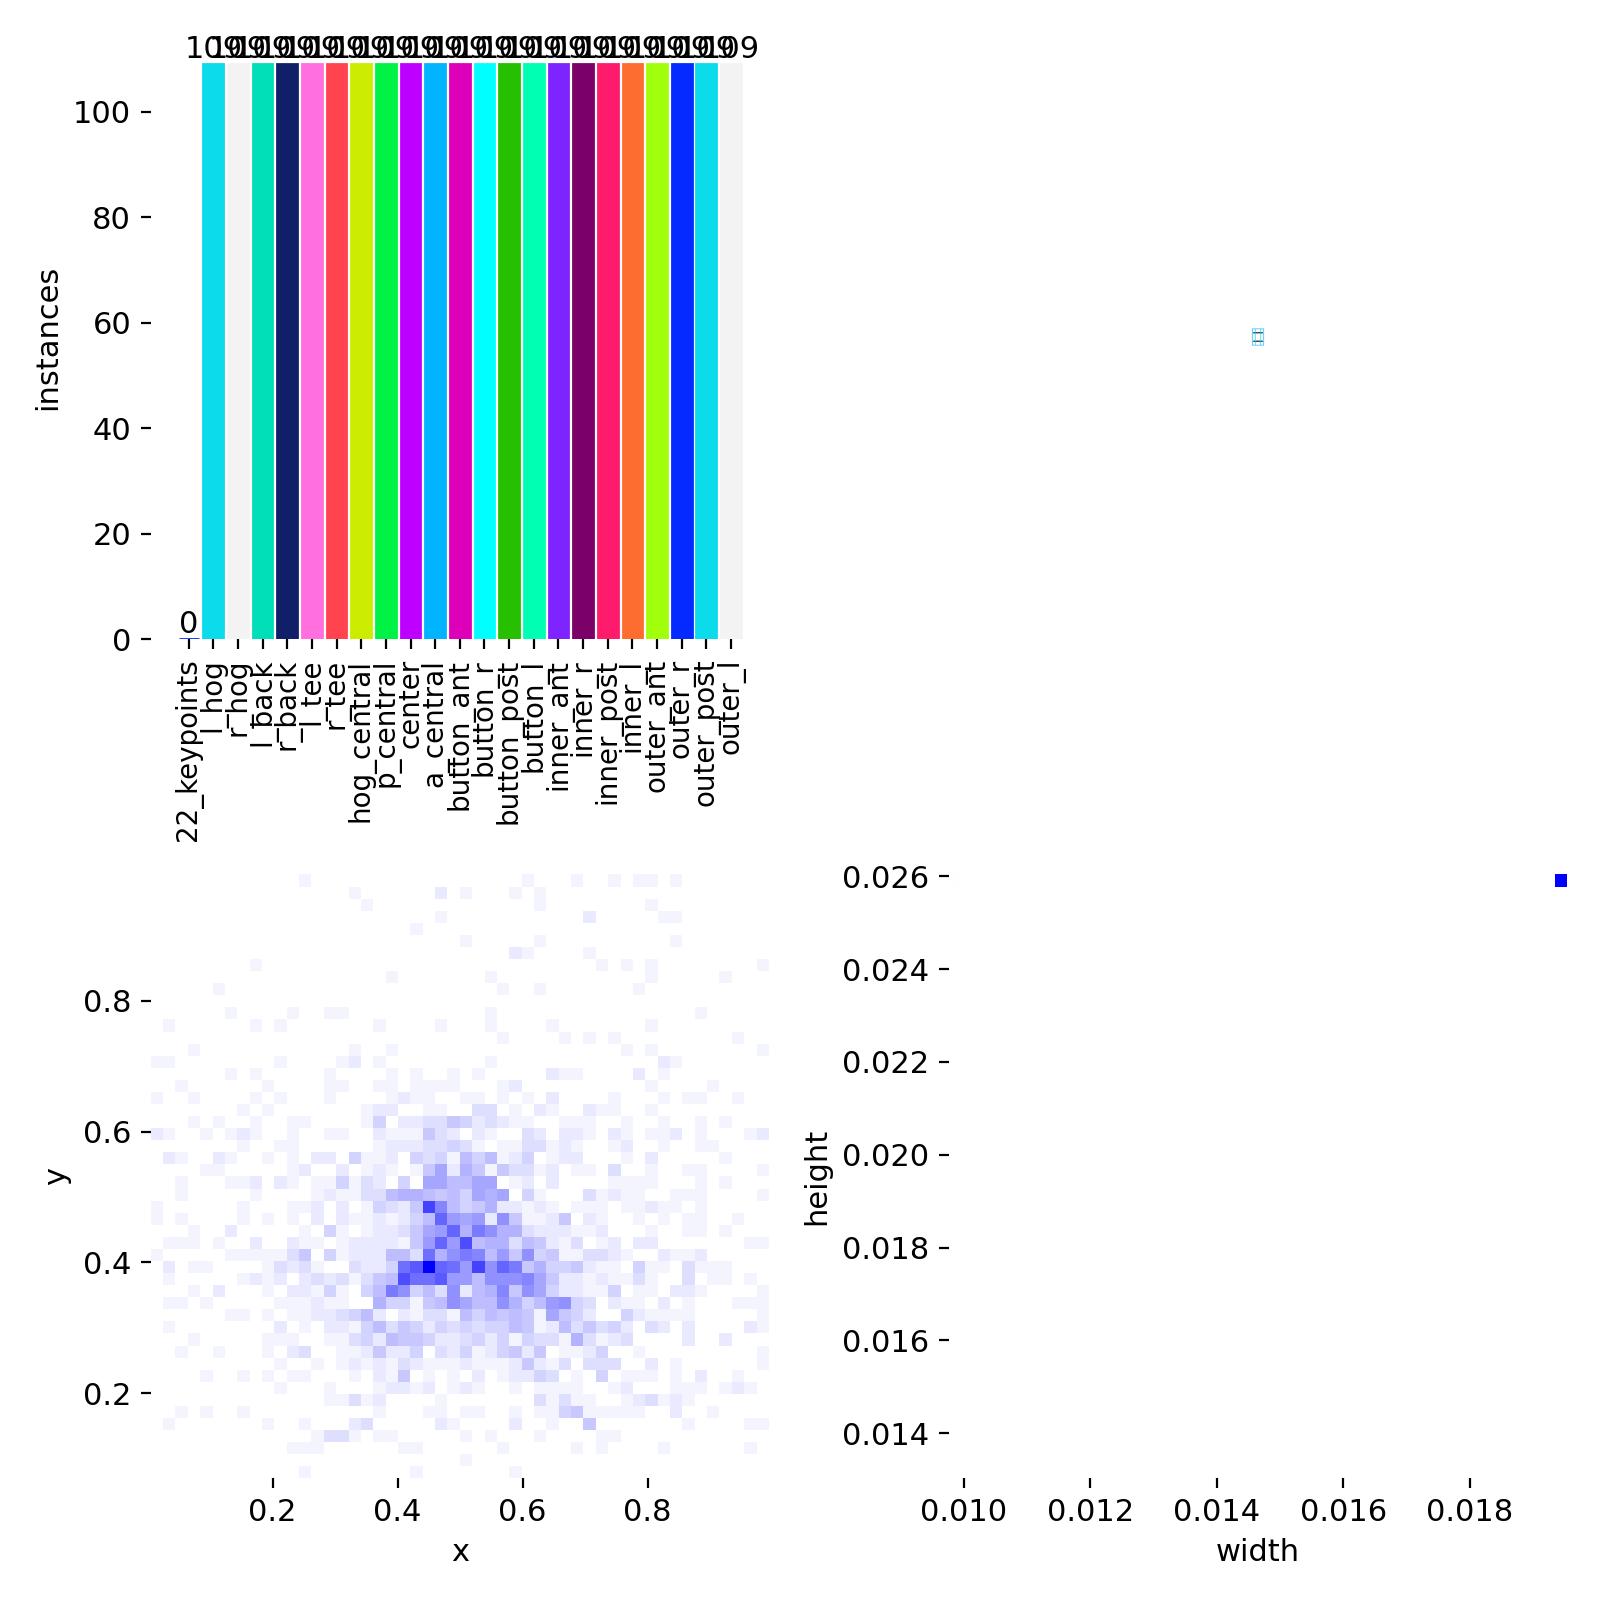 instances
100
80
60
40
20
0
0
22_keypoints
l_hog
r_hog
l_back
r_back
l_tee
r_tee
hog_central
p_central
center
a_central
button_ant
button_r
button_post
button_l
inner_ant
inner_r
inner_post
inner_l
outer_ant
outer_r
outer_post
outer_l
y
0.8
0.6
0.4
0.2
0.2 0.4 0.6 0.8
x
height
0.026
0.024
0.022
0.020
0.018
0.016
0.014
0.010 0.012 0.014 0.016 0.018
width